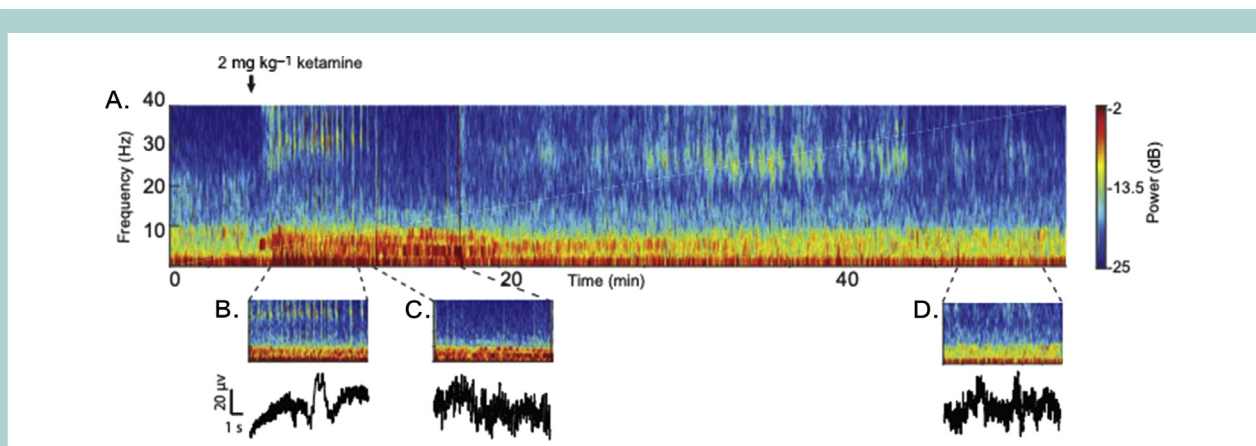 2 mg kg–1 ketamine
A.
40
30
20
10
Frequency (Hz)
0
20
Time (min)
40
-2
-13.5
-25
Power (dB)
B.
C.
D.
20 μv
1 s